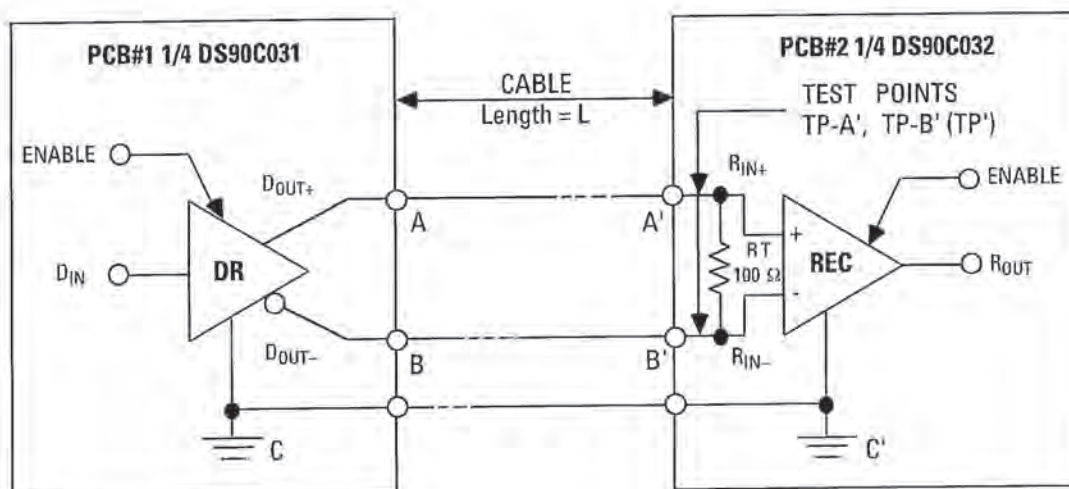 PCB#1 1/4 DS90C031
ENABLE
DOUT+
DIN
DR
DOUT–
C
CABLE
Length = L
A
B
A'
B'
PCB#2 1/4 DS90C032
TEST POINTS
TP-A', TP-B' (TP')
RIN+
ENABLE
+
RT
100 Ω
REC
ROUT
-
RIN–
C'